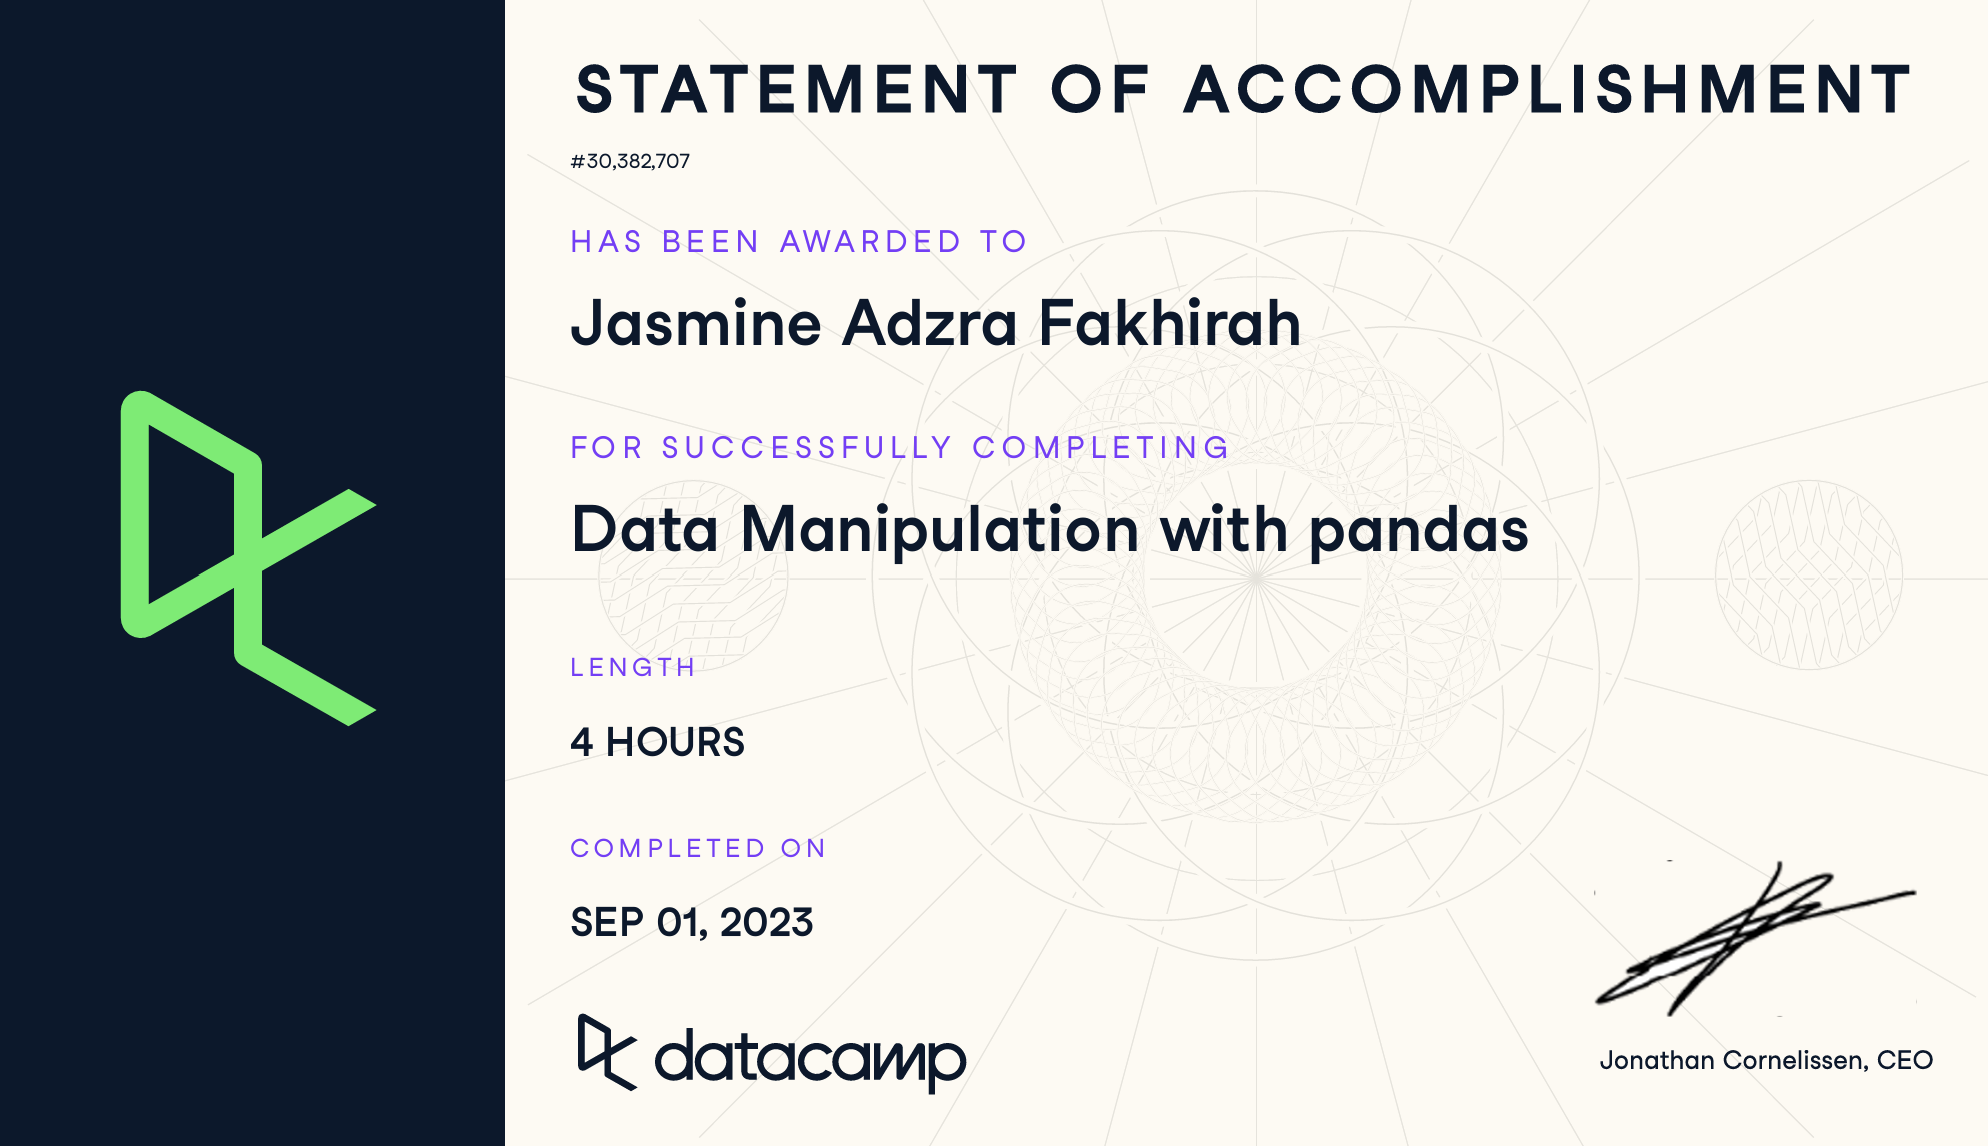 STATEMENT OF ACCOMPLISHMENT
#30,382,707
HAS BEEN AWARDED TO
Jasmine Adzra Fakhirah
FOR SUCCESSFULLY COMPLETING
Data Manipulation with pandas
LENGTH
4 HOURS
COMPLETED ON
SEP 01, 2023
datacamp
Jonathan Cornelissen, CEO